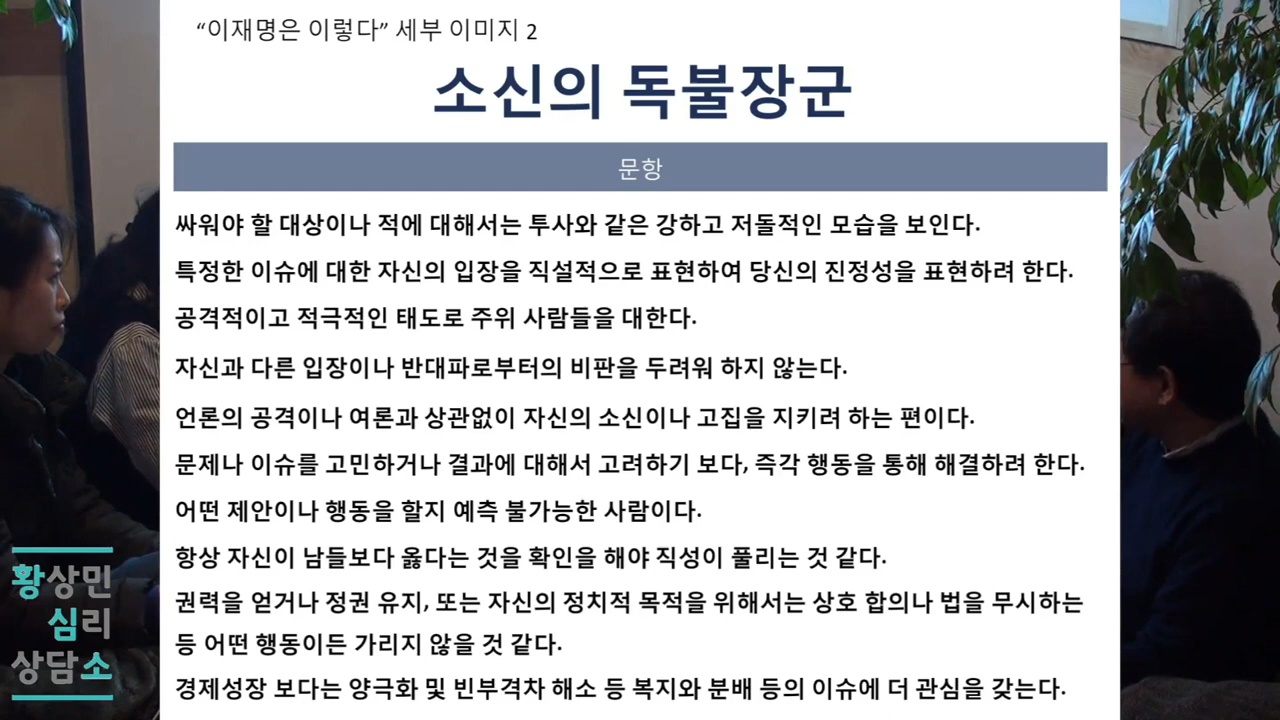 “이재명은 이렇다” 세부 이미지 2
소신의 독불장군
문항
싸워야 할 대상이나 적에 대해서는 투사와 같은 강하고 저돌적인 모습을 보인다.
특정한 이슈에 대한 자신의 입장을 직설적으로 표현하여 당신의 진정성을 표현하려 한다.
공격적이고 적극적인 태도로 주위 사람들을 대한다.
자신과 다른 입장이나 반대파로부터의 비판을 두려워 하지 않는다.
언론의 공격이나 여론과 상관없이 자신의 소신이나 고집을 지키려 하는 편이다.
문제나 이슈를 고민하거나 결과에 대해서 고려하기 보다, 즉각 행동을 통해 해결하려 한다.
어떤 제안이나 행동을 할지 예측 불가능한 사람이다.
항상 자신이 남들보다 옳다는 것을 확인을 해야 직성이 풀리는 것 같다.
권력을 얻거나 정권 유지, 또는 자신의 정치적 목적을 위해서는 상호 합의나 법을 무시하는
등 어떤 행동이든 가리지 않을 것 같다.
경제성장 보다는 양극화 및 빈부격차 해소 등 복지와 분배 등의 이슈에 더 관심을 갖는다.
황상민
심리
상담소